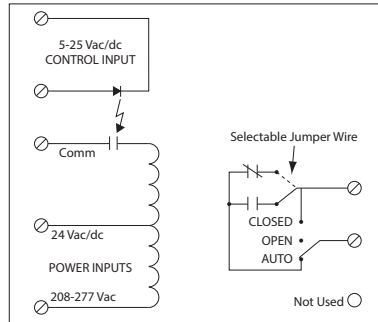 5-25 Vac/dc
CONTROL INPUT
Comm
24 Vac/dc
POWER INPUTS
208-277 Vac
Selectable Jumper Wire
CLOSED
OPEN
AUTO
Not Used